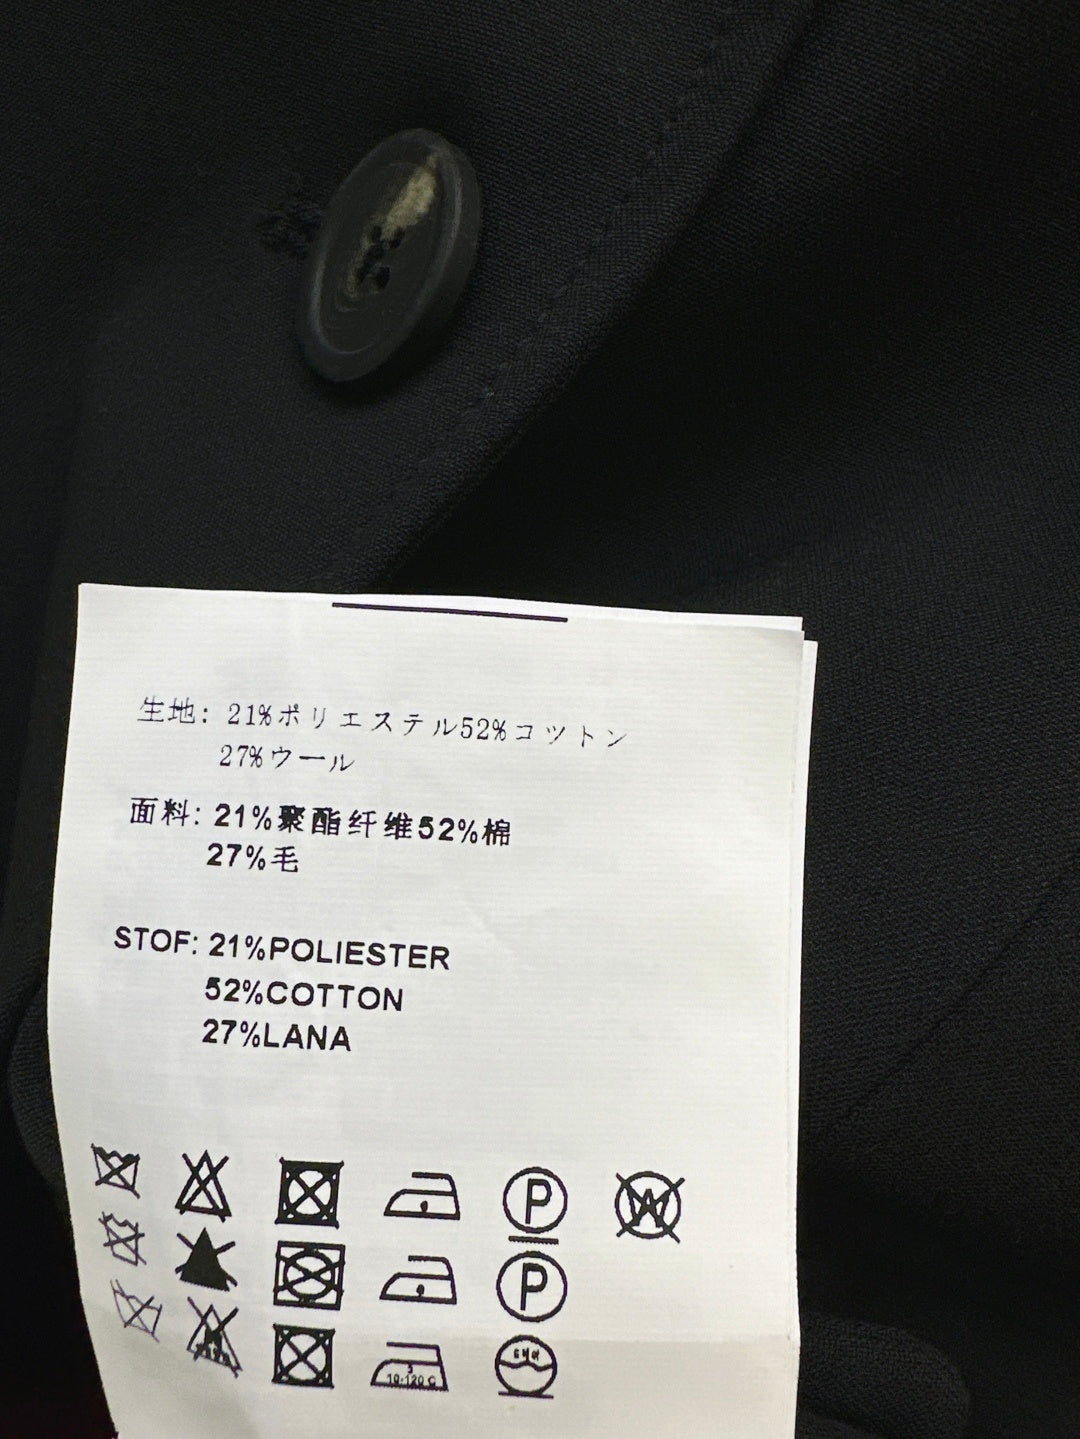 生地: 21%ポリエステル52%コットン
27%ウール
面料: 21%聚酯纤维52%棉
27%毛
STOF: 21%POLIESTER
52%COTTON
27%LANA
P
W
P